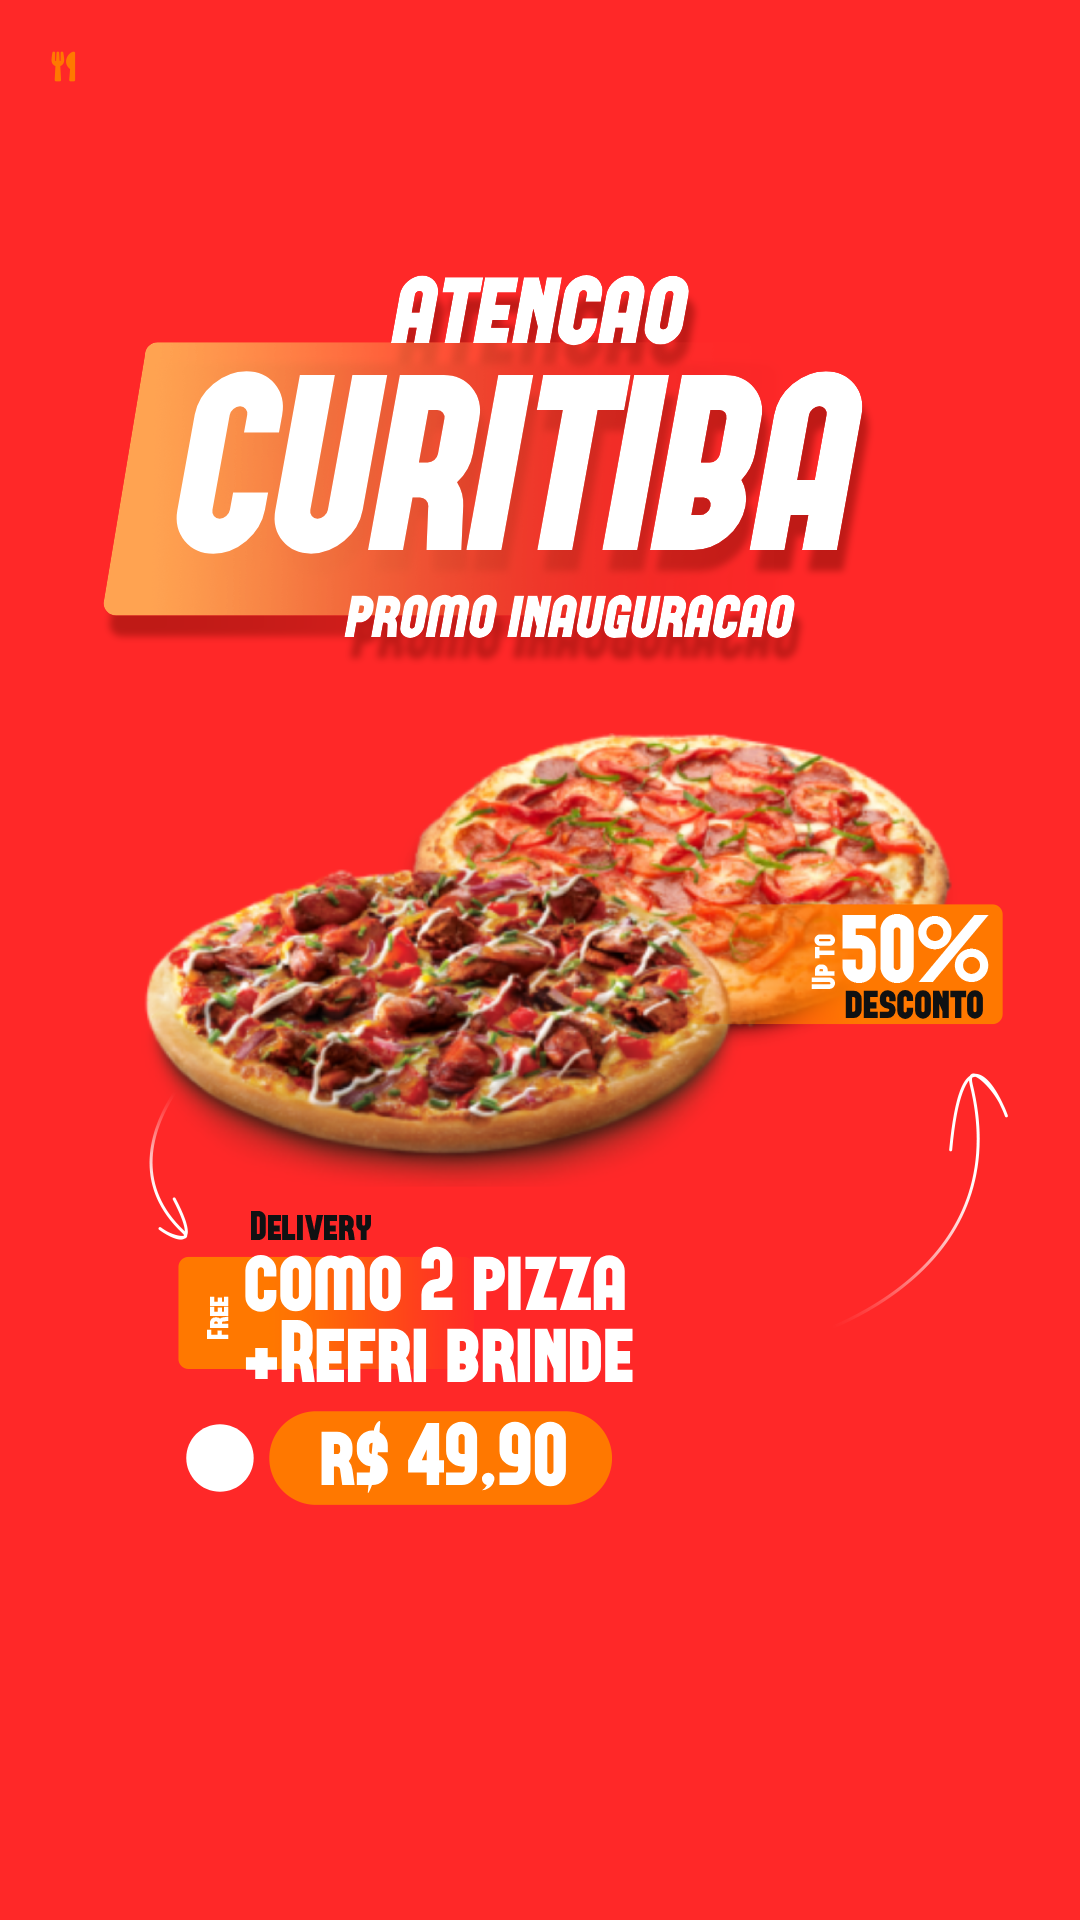 ATENCAO
CURITIBA
PROMO INAUGURACAO
UP TO
50%
DESCONTO
DELIVERY
FREE
COMO 2 PIZZA
+REFRI BRINDE
R$ 49,90